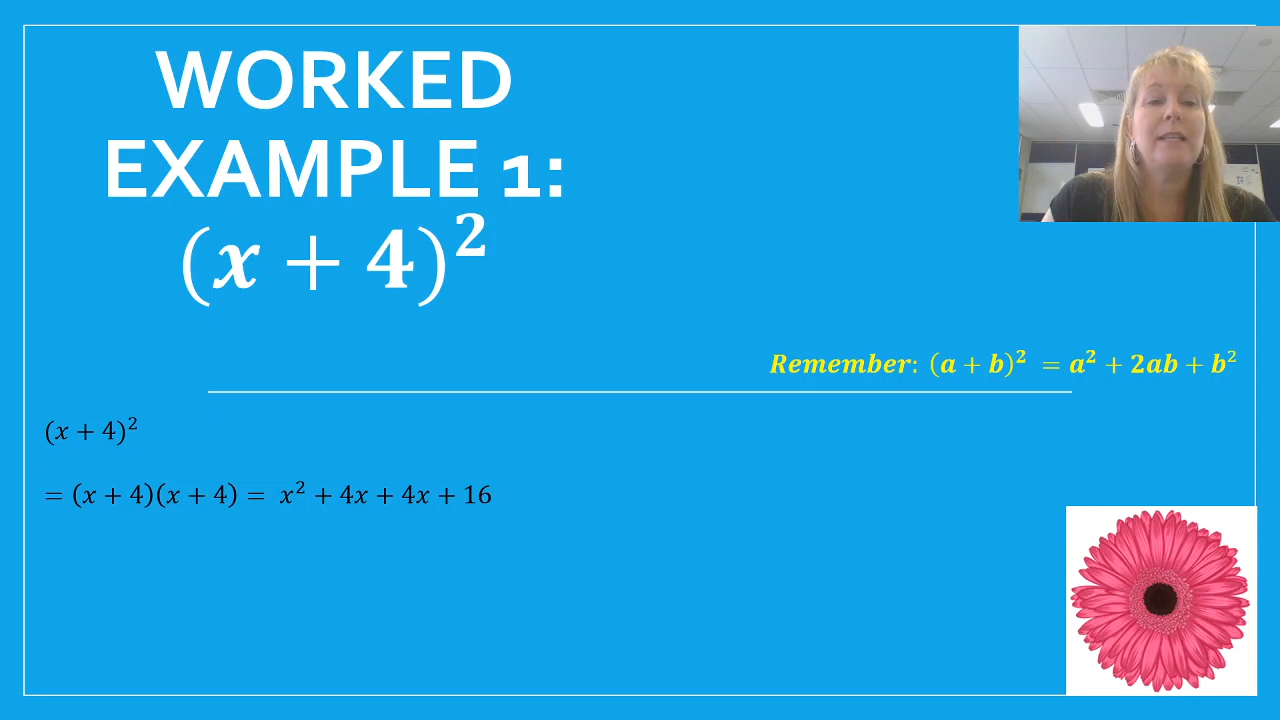 WORKED
EXAMPLE 1:
(x + 4)²
Remember: (a + b)² = a² + 2ab + b²
(x + 4)²
= (x + 4)(x + 4) = x² + 4x + 4x + 16